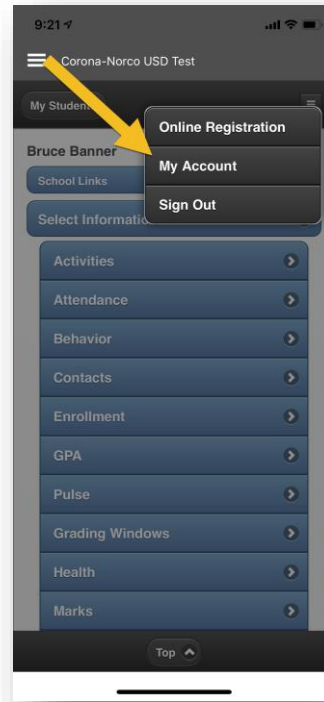 9:21
Corona-Norco USD Test
My Studen
Online Registration
My Account
Sign Out
Bruce Banner
School Links
Select Informatio
Activities
Attendance
Behavior
Contacts
Enrollment
GPA
Pulse
Grading Windows
Health
Marks
Top